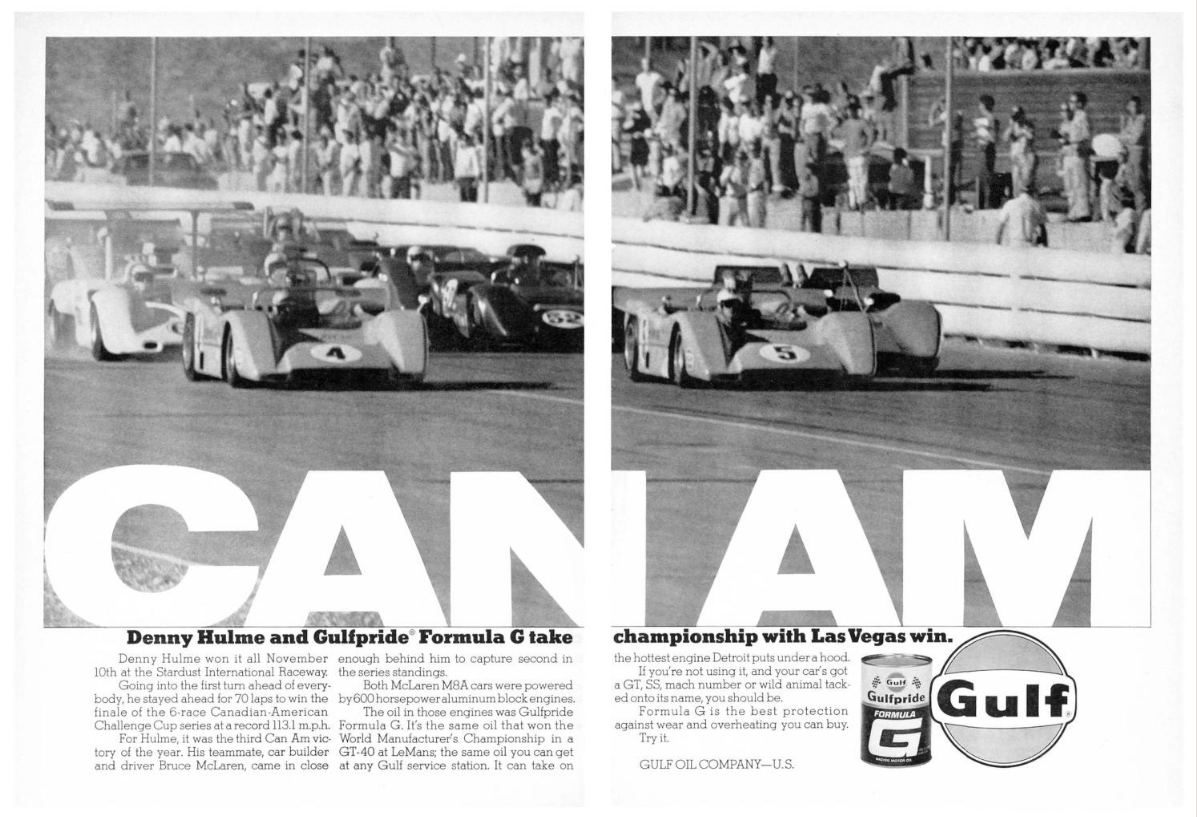 4
5
52
CAN AM
Denny Hulme and Gulfpride® Formula G take championship with Las Vegas win.
Denny Hulme won it all November
10th at the Stardust International Raceway.
Going into the first turn ahead of every-
body, he stayed ahead for 70 laps to win the
finale of the 6-race Canadian-American
Challenge Cup series at a record 113.1 m.p.h.
For Hulme, it was the third Can Am vic-
tory of the year. His teammate, car builder
and driver Bruce McLaren, came in close
enough behind him to capture second in
the series standings.
Both McLaren M8A cars were powered
by 600 horsepower aluminum block engines.
The oil in those engines was Gulfpride
Formula G. It's the same oil that won the
World Manufacturer's Championship in a
GT-40 at LeMans; the same oil you can get
at any Gulf service station. It can take on
the hottest engine Detroit puts under a hood.
If you're not using it, and your car's got
a GT, SS, mach number or wild animal tack-
ed onto its name, you should be.
Formula G is the best protection
against wear and overheating you can buy.
Try it.
GULF OIL COMPANY—U.S.
Gulf
Gulfpride
FORMULA
G
RACING MOTOR OIL
Gulf®